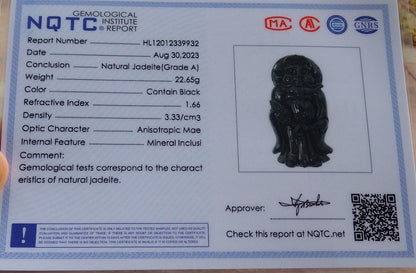 NQTC GEMOLOGICAL INSTITUTE REPORT
MA AL GNRS
Report Number HL12012339932
Date Aug 30.2023
Conclusion Natural Jadeite(Grade A)
Weight 22.65g
Color Contain Black
Refractive Index 1.66
Density 3.33/cm3
Optic Character Anisotropic Mae
Internal Feature Mineral Inclusi
Comment:
Gemological tests correspond to the charact
eristics of natural jadeite.
Approver:
Check this report at NQTC.net